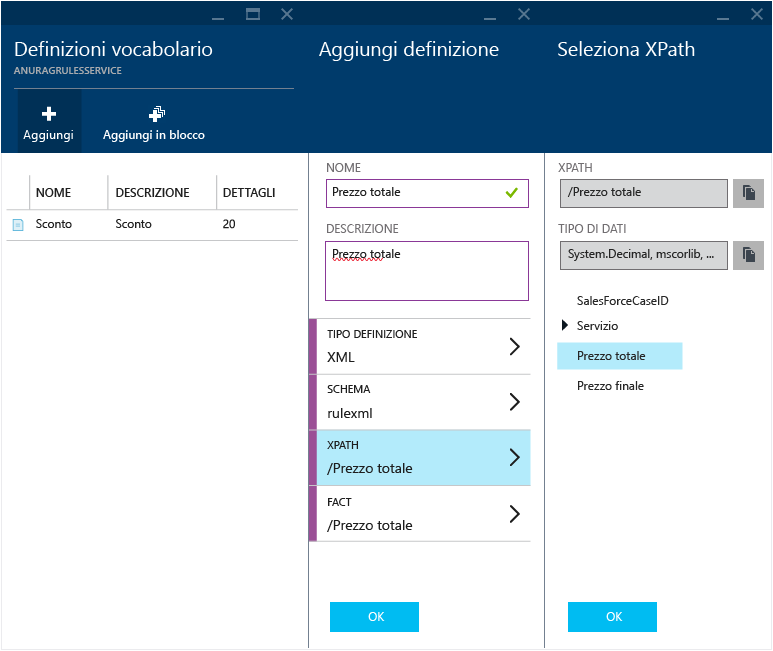 Definizioni vocabolario
ANURAGRULESSERVICE
Aggiungi
Aggiungi in blocco
NOME DESCRIZIONE DETTAGLI
Sconto Sconto 20
Aggiungi definizione
NOME
Prezzo totale
DESCRIZIONE
Prezzo totale
TIPO DEFINIZIONE
XML
SCHEMA
rulexml
XPATH
/Prezzo totale
FACT
/Prezzo totale
OK
Seleziona XPath
XPATH
/Prezzo totale
TIPO DI DATI
System.Decimal, mscorlib, ...
SalesForceCaseID
Servizio
Prezzo totale
Prezzo finale
OK